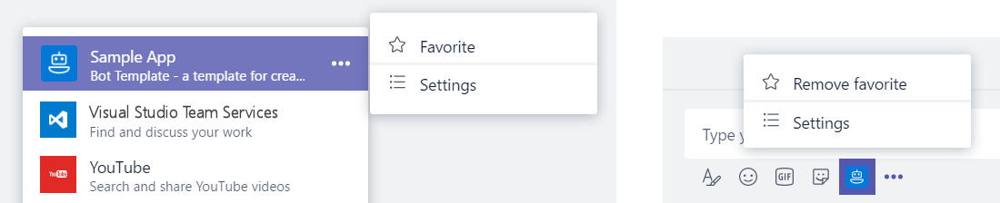 Sample App
Bot Template - a template for crea...
Visual Studio Team Services
Find and discuss your work
YouTube
YouTube
Search and share YouTube videos
Favorite
Settings
Remove favorite
Settings
Type y
GIF